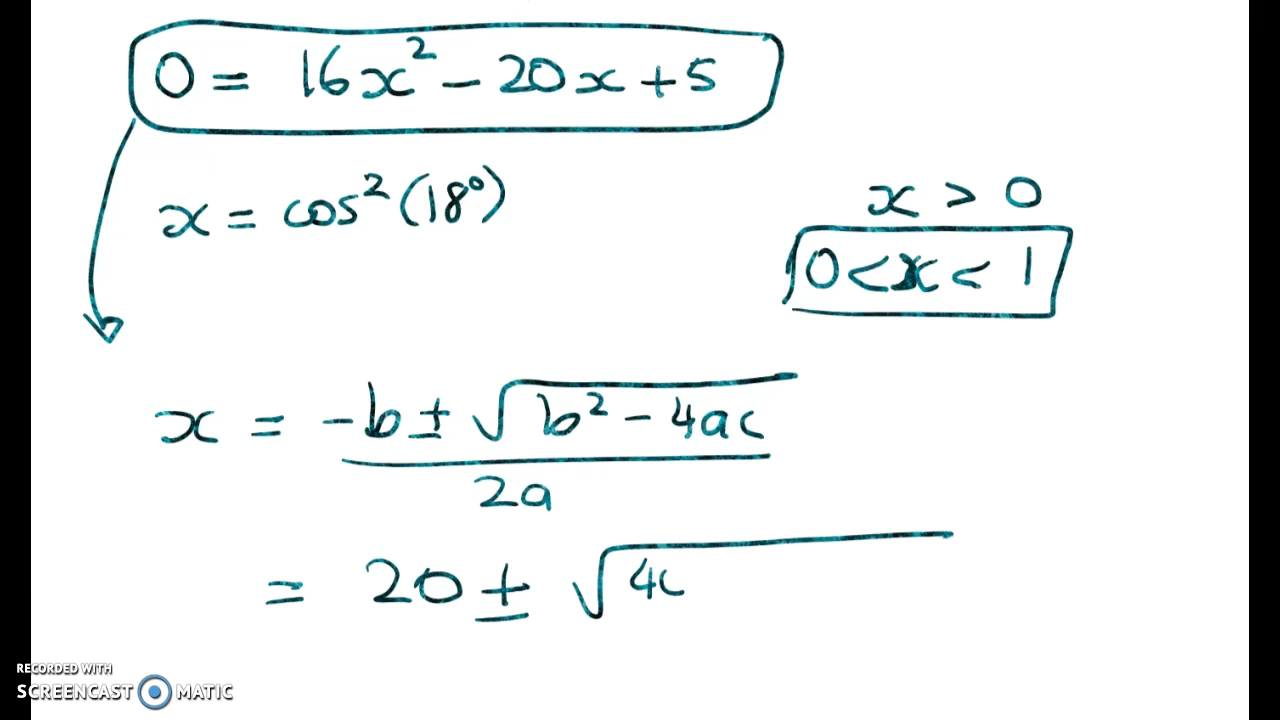 0 = 16x² - 20x + 5
x = cos² (18°)
x > 0
0 < x < 1
x = -b ± √b² - 4ac
2a
= 20 ± √4
RECORDED WITH
SCREENCAST MATIC